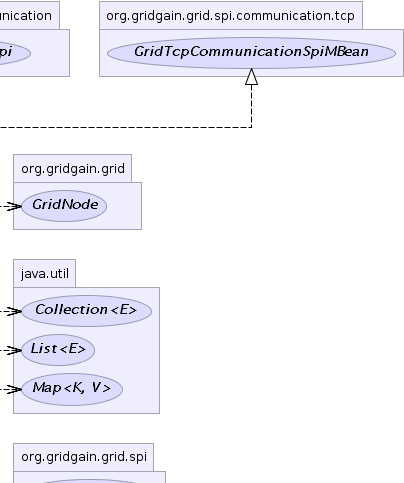 nication
org.gridgain.grid.spi.communication.tcp
pi
GridTcpCommunicationSpiMBean
org.gridgain.grid
GridNode
java.util
Collection<E>
List<E>
Map<K, V>
org.gridgain.grid.spi